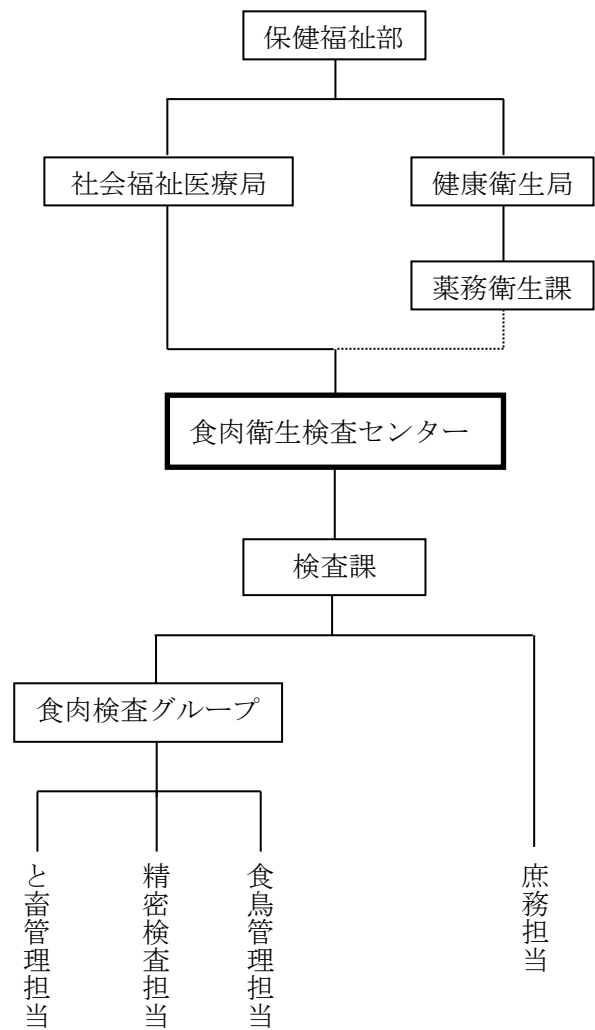 保健福祉部
社会福祉医療局
健康衛生局
薬務衛生課
食肉衛生検査センター
検査課
食肉検査グループ
と畜管理担当
精密検査担当
食鳥管理担当
庶務担当